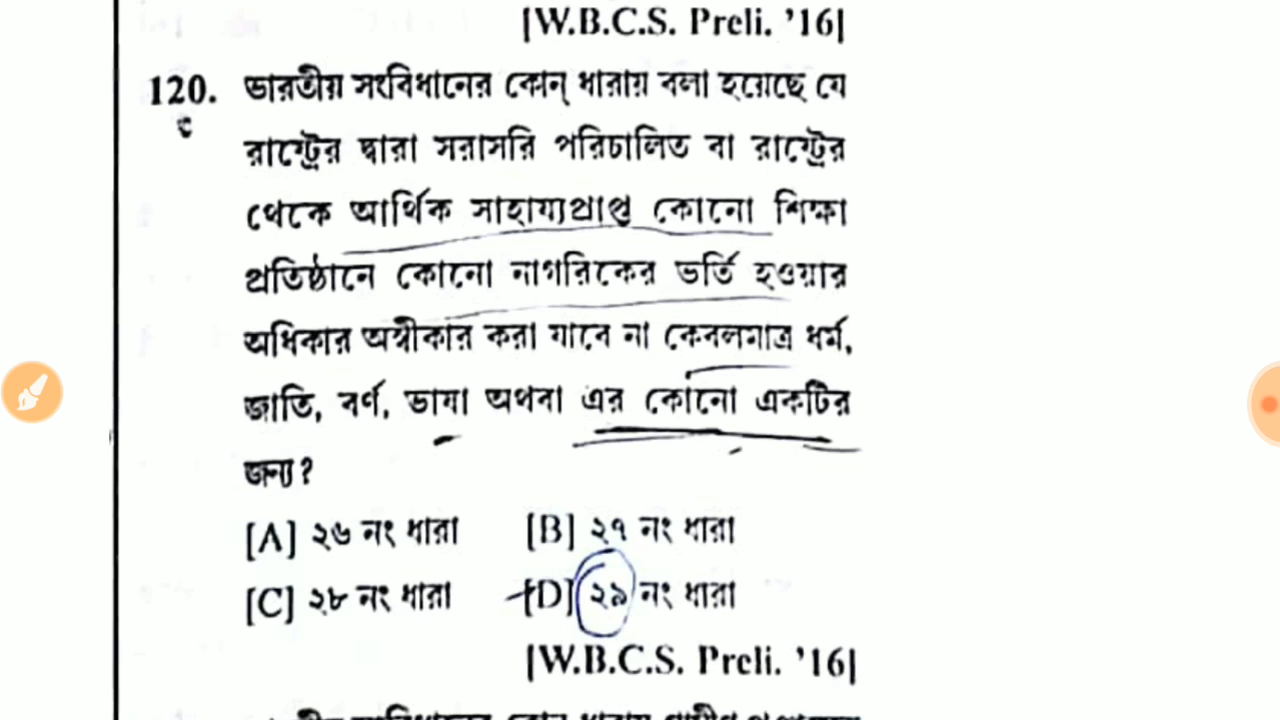 [W.B.C.S. Preli. ’16]
120. ভারতীয় সংবিধানের কোন্ ধারায় বলা হয়েছে যে
রাষ্ট্রের দ্বারা সরাসরি পরিচালিত বা রাষ্ট্রের
থেকে আর্থিক সাহায্যপ্রাপ্ত কোনো শিক্ষা
প্রতিষ্ঠানে কোনো নাগরিকের ভর্তি হওয়ার
অধিকার অস্বীকার করা যাবে না কেবলমাত্র ধর্ম,
জাতি, বর্ণ, ভাষা অথবা এর কোনো একটির
জন্য?
[A] ২৬ নং ধারা [B] ২৭ নং ধারা
[C] ২৮ নং ধারা [D] ২৯ নং ধারা
[W.B.C.S. Preli. ’16]